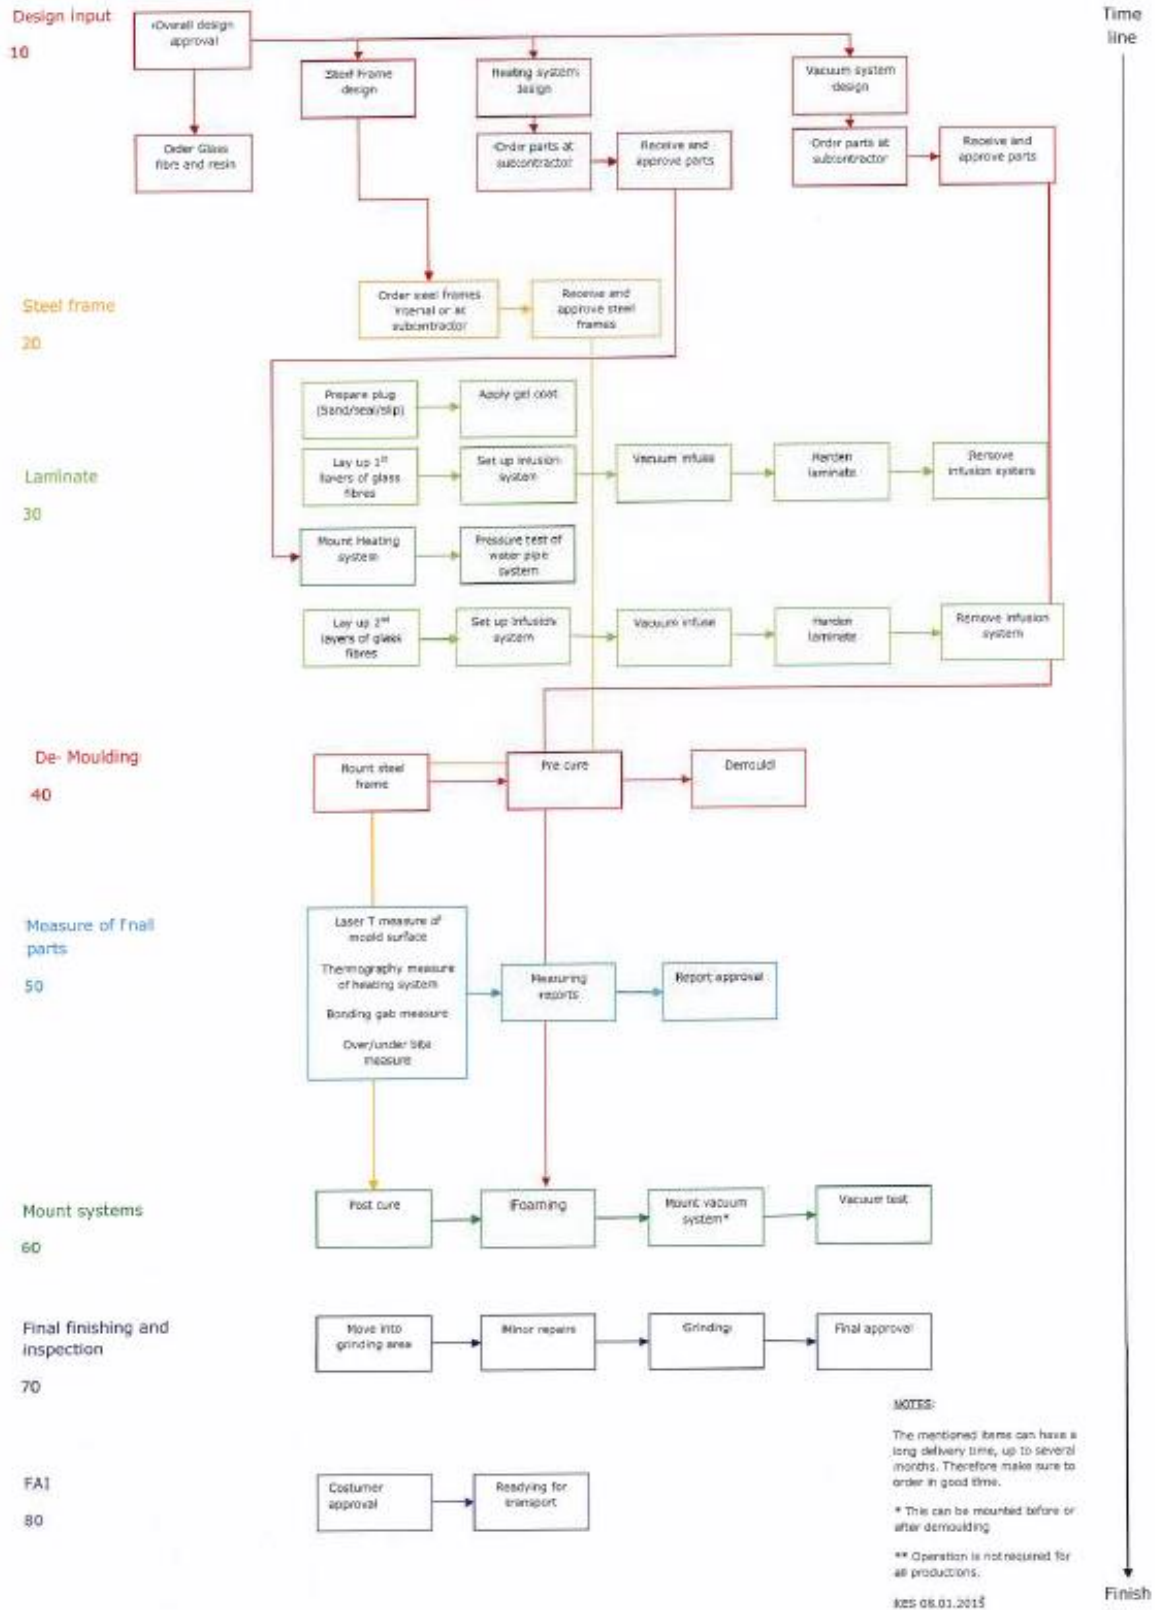 Design input
10
Time
line
Overall design
approval
Steel Frame
design
Heating system
design
Vacuum system
design
Order Glass
fibre and resin
Order parts at
subcontractor
Receive and
approve parts
Order parts at
subcontractor
Receive and
approve parts
Steel frame
20
Order steel frames
internal or at
subcontractor
Receive and
approve steel
frames
Laminate
30
Prepare plug
(Sand/seal/slip)
Apply gel coat
Lay up 1st
layers of glass
fibres
Set up infusion
system
Vacuum infuse
Harden
laminate
Remove
infusion system
Mount Heating
system
Pressure test of
water pipe
system
Lay up 2nd
layers of glass
fibres
Set up infusion
system
Vacuum infuse
Harden
laminate
Remove infusion
system
De- Moulding
40
Mount steel
frame
Pre cure
Demould
Measure of fnall
parts
50
Laser T measure of
mould surface
Thermography measure
of heating system
Bonding gab measure
Over/under bite
measure
Measuring
reports
Report approval
Mount systems
60
Post cure
Foaming
Mount vacuum
system*
Vacuum test
Final finishing and
inspection
70
Move into
grinding area
Minor repairs
Grinding
Final approval
FAI
80
Costumer
approval
Readying for
transport
NOTES:
The mentioned items can have a
long delivery time, up to several
months. Therefore make sure to
order in good time.
* This can be mounted before or
after demoulding
** Operation is not required for
all productions.
KES 08.01.2015
Finish